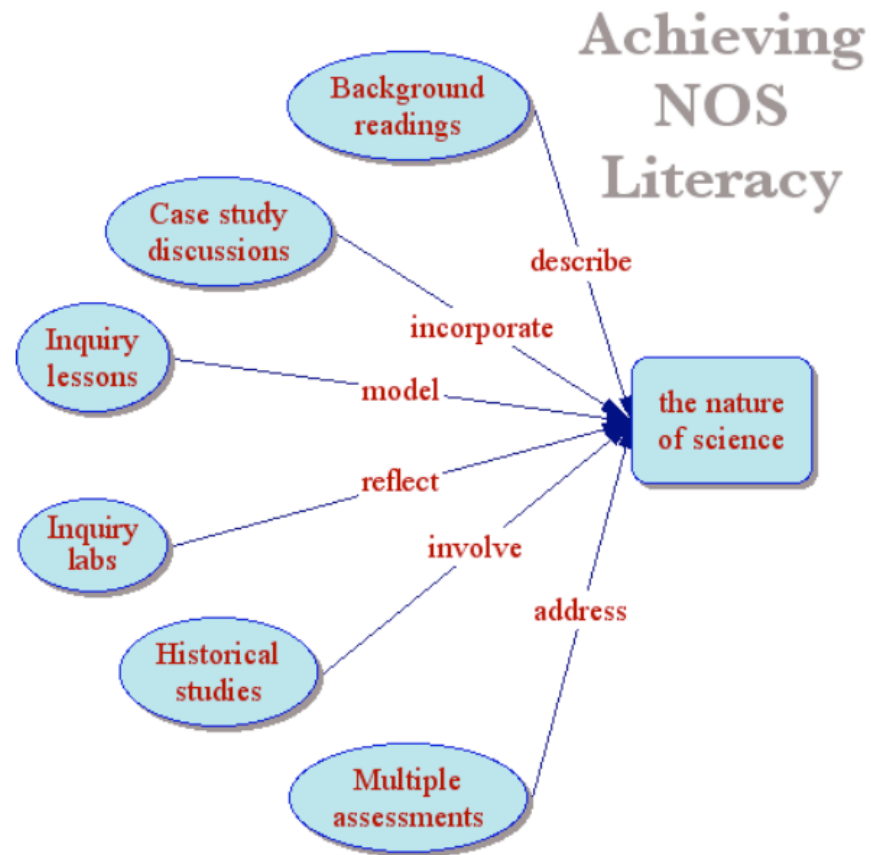 Achieving
NOS
Literacy
Background
readings
describe
Case study
discussions
incorporate
Inquiry
lessons
model
the nature
of science
Inquiry
labs
reflect
Historical
studies
involve
Multiple
assessments
address